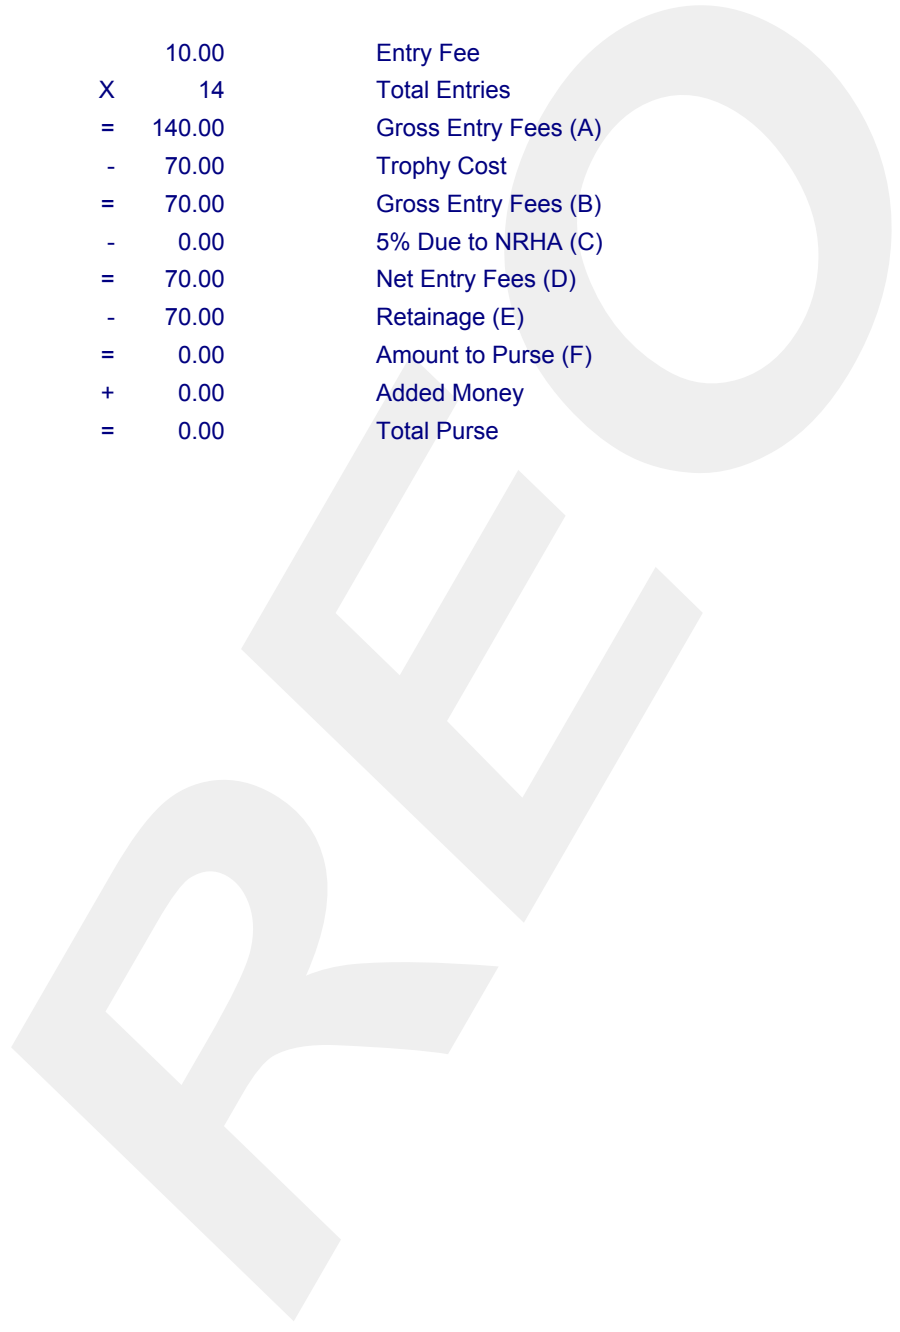 10.00 Entry Fee
X 14 Total Entries
= 140.00 Gross Entry Fees (A)
- 70.00 Trophy Cost
= 70.00 Gross Entry Fees (B)
- 0.00 5% Due to NRHA (C)
= 70.00 Net Entry Fees (D)
- 70.00 Retainage (E)
= 0.00 Amount to Purse (F)
+ 0.00 Added Money
= 0.00 Total Purse
REO